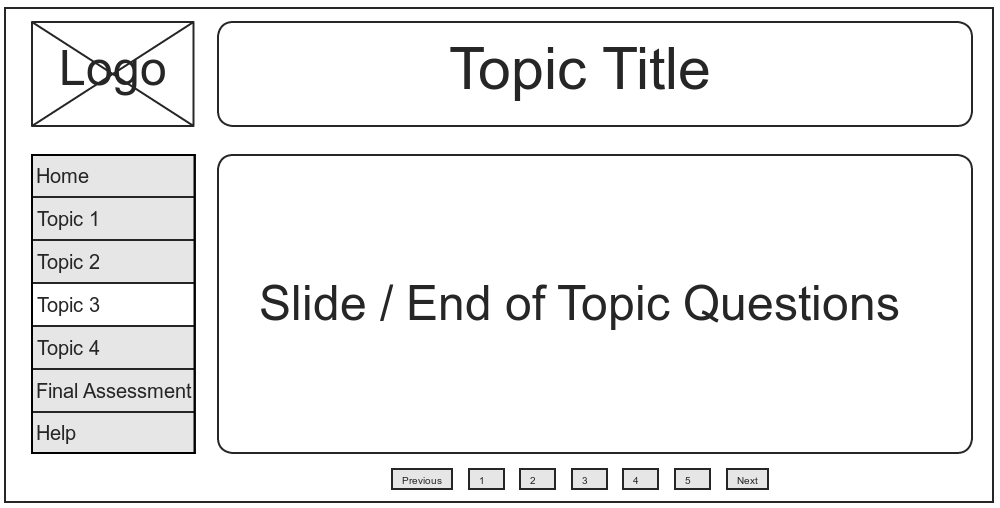 Logo
Topic Title
Home
Topic 1
Topic 2
Topic 3
Topic 4
Final Assessment
Help
Slide / End of Topic Questions
Previous 1 2 3 4 5 Next